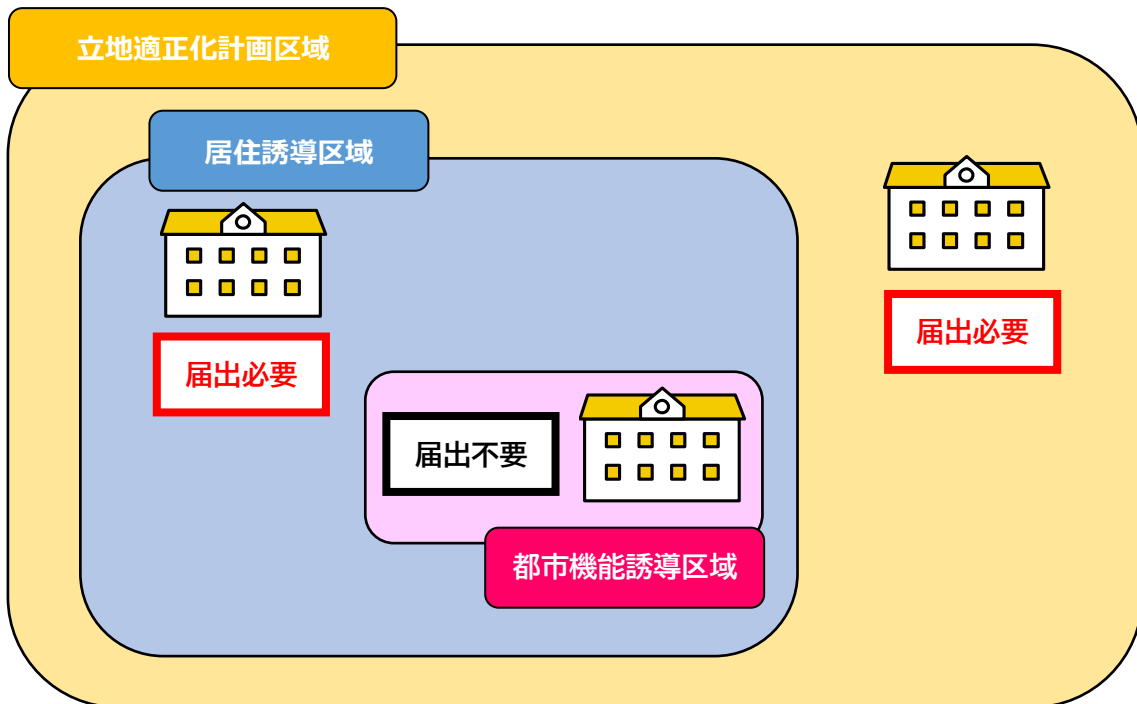 立地適正化計画区域
居住誘導区域
届出必要
届出必要
届出不要
都市機能誘導区域